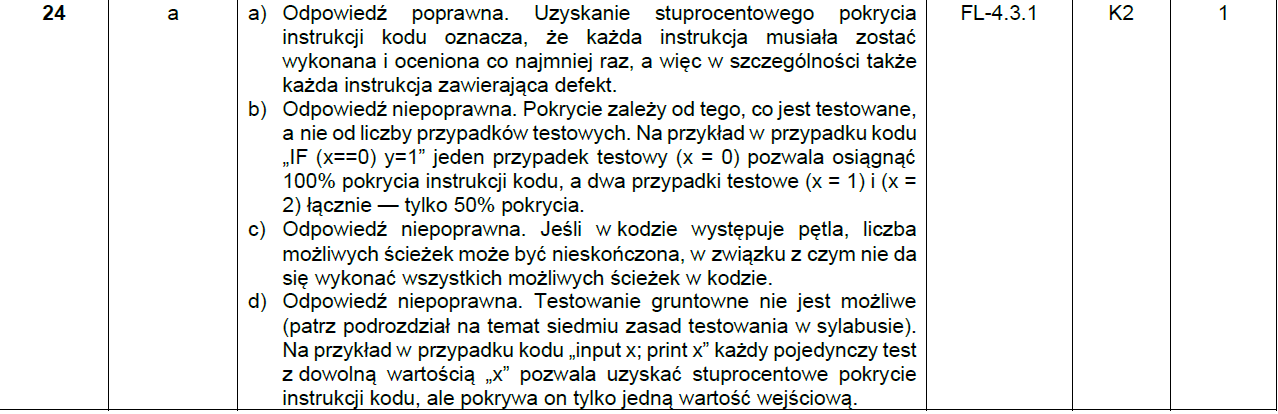 24 a a) Odpowiedź poprawna. Uzyskanie stuprocentowego pokrycia FL-4.3.1 K2 1
instrukcji kodu oznacza, że każda instrukcja musiała zostać
wykonana i oceniona co najmniej raz, a więc w szczególności także
każda instrukcja zawierająca defekt.
b) Odpowiedź niepoprawna. Pokrycie zależy od tego, co jest testowane,
a nie od liczby przypadków testowych. Na przykład w przypadku kodu
„IF (x==0) y=1” jeden przypadek testowy (x = 0) pozwala osiągnąć
100% pokrycia instrukcji kodu, a dwa przypadki testowe (x = 1) i (x =
2) łącznie — tylko 50% pokrycia.
c) Odpowiedź niepoprawna. Jeśli w kodzie występuje pętla, liczba
możliwych ścieżek może być nieskończona, w związku z czym nie da
się wykonać wszystkich możliwych ścieżek w kodzie.
d) Odpowiedź niepoprawna. Testowanie gruntowne nie jest możliwe
(patrz podrozdział na temat siedmiu zasad testowania w sylabusie).
Na przykład w przypadku kodu „input x; print x” każdy pojedynczy test
z dowolną wartością „x” pozwala uzyskać stuprocentowe pokrycie
instrukcji kodu, ale pokrywa on tylko jedną wartość wejściową.